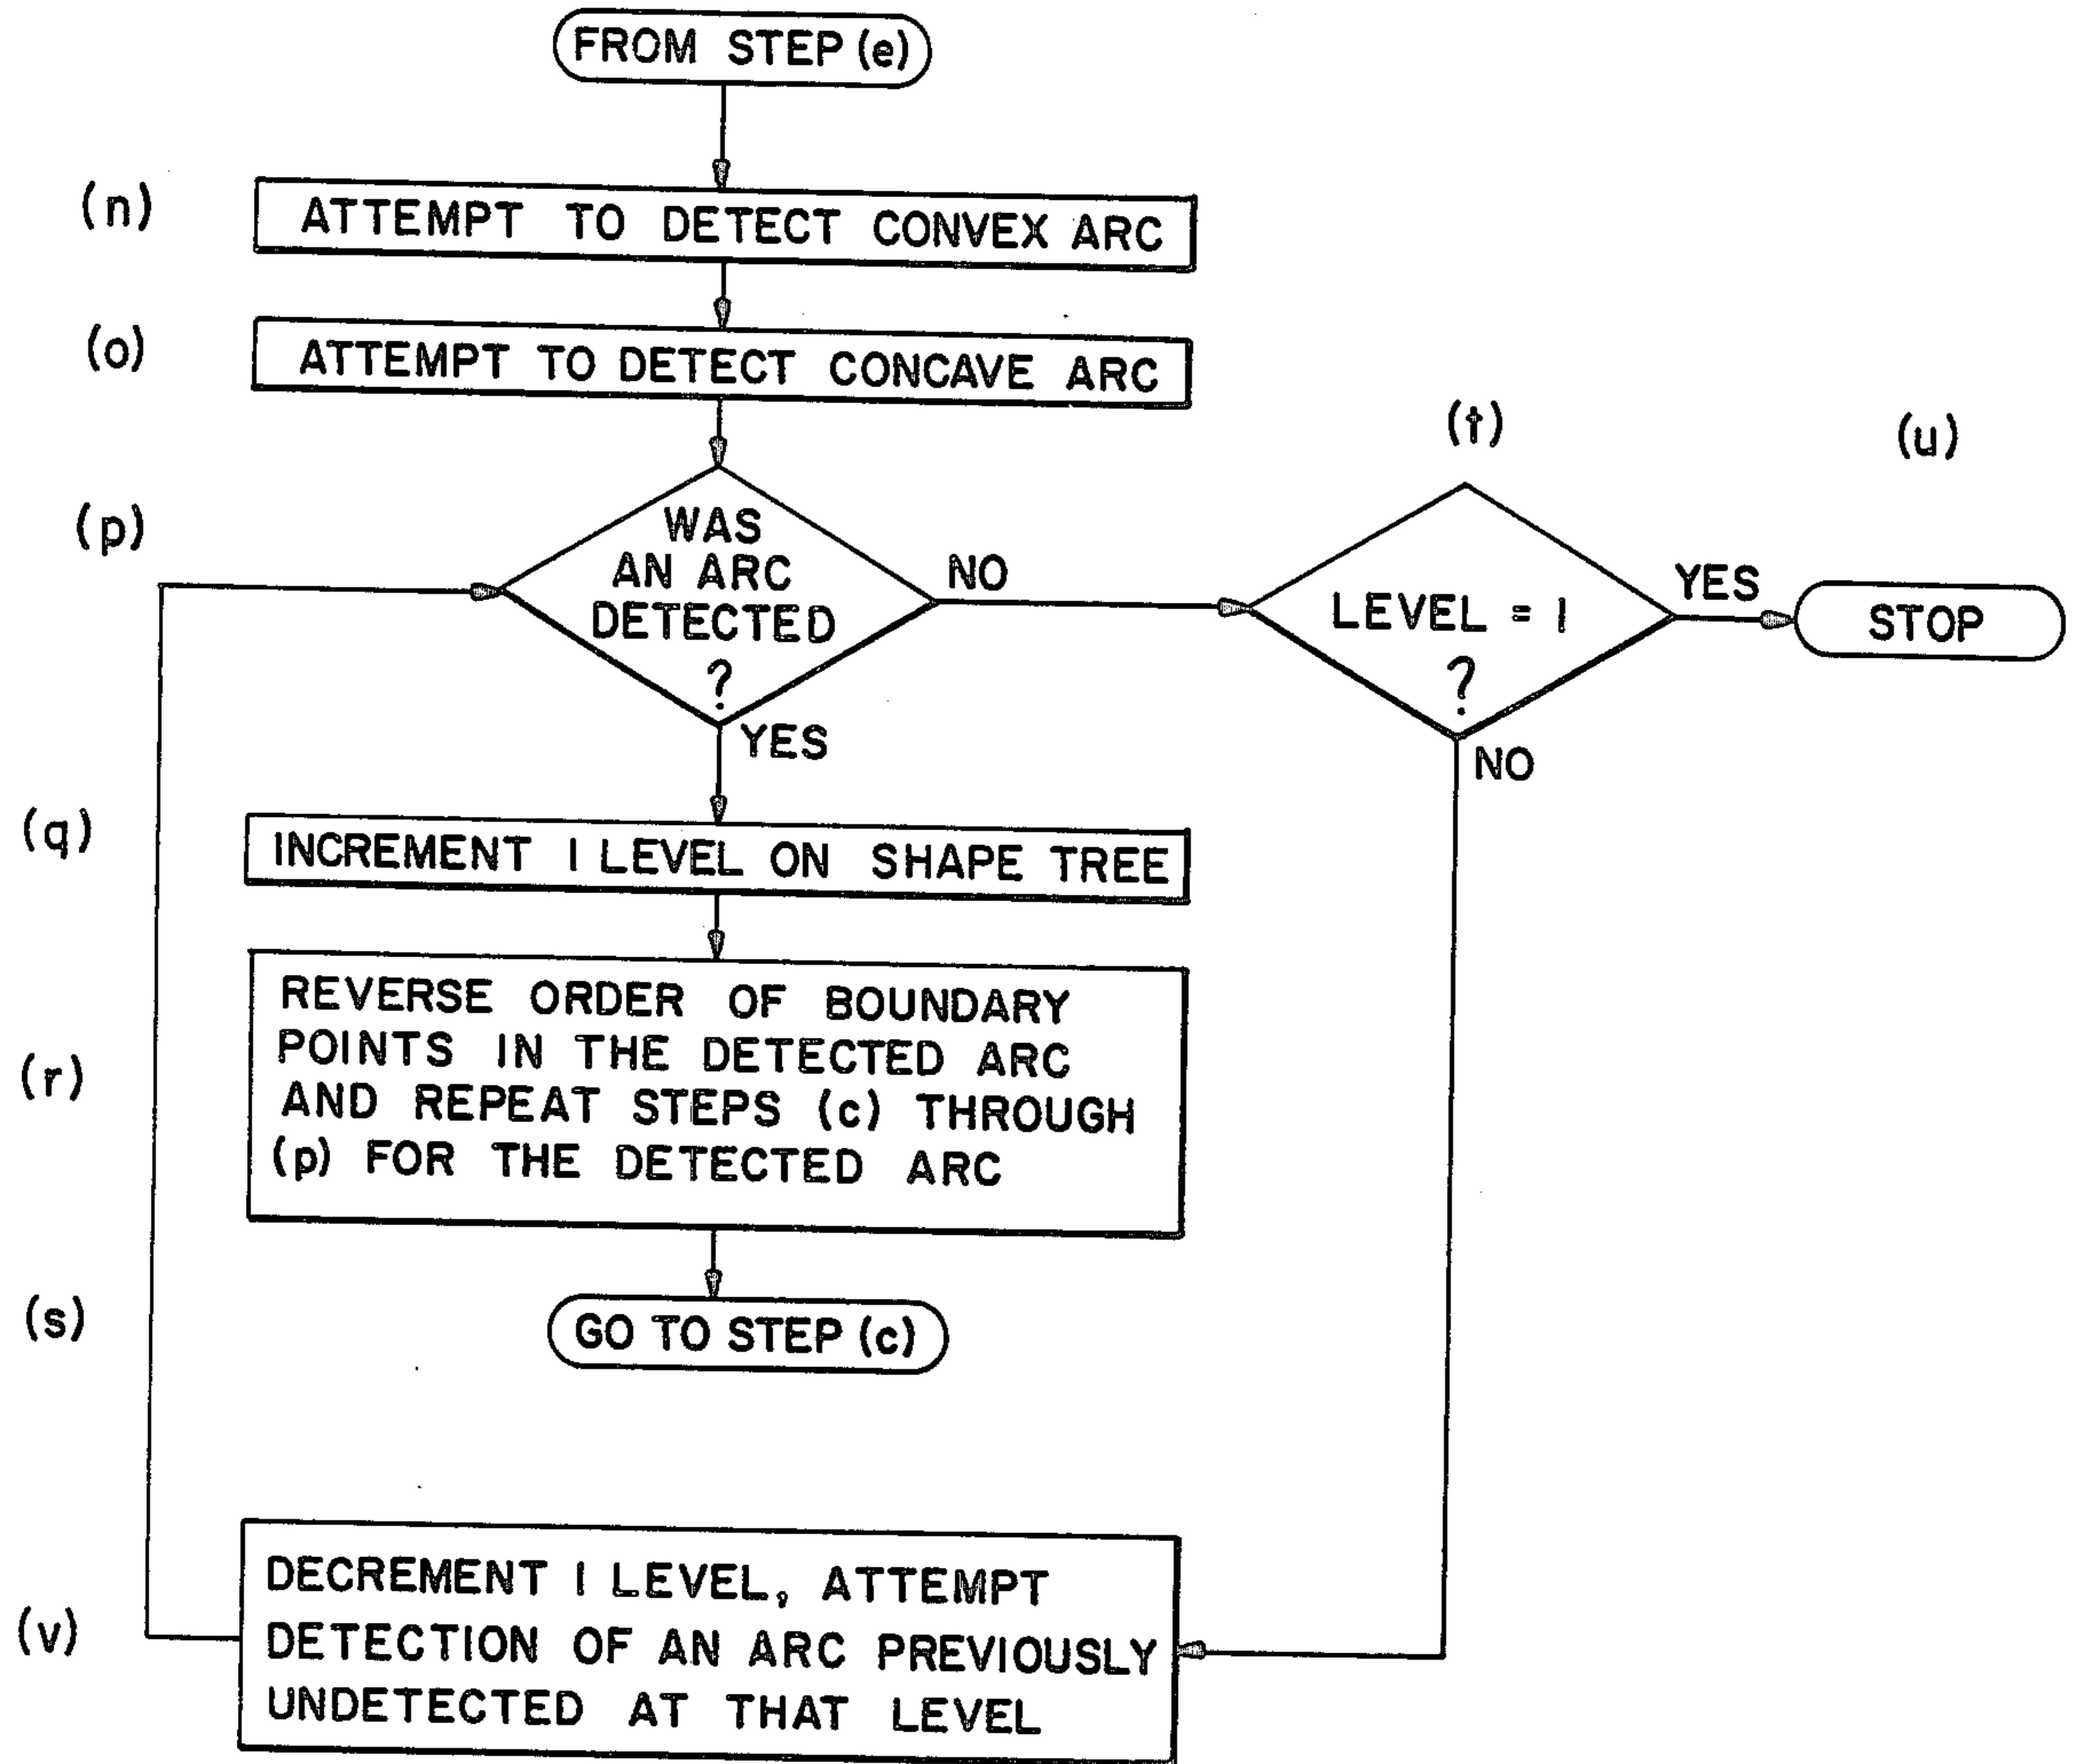 FROM STEP (e)
(n)
ATTEMPT TO DETECT CONVEX ARC
(o)
ATTEMPT TO DETECT CONCAVE ARC
(p)
WAS
AN ARC
DETECTED
?
NO
YES
(t)
LEVEL = 1
?
YES
NO
(u)
STOP
(q)
INCREMENT 1 LEVEL ON SHAPE TREE
(r)
REVERSE ORDER OF BOUNDARY
POINTS IN THE DETECTED ARC
AND REPEAT STEPS (c) THROUGH
(p) FOR THE DETECTED ARC
(s)
GO TO STEP (c)
(v)
DECREMENT 1 LEVEL, ATTEMPT
DETECTION OF AN ARC PREVIOUSLY
UNDETECTED AT THAT LEVEL